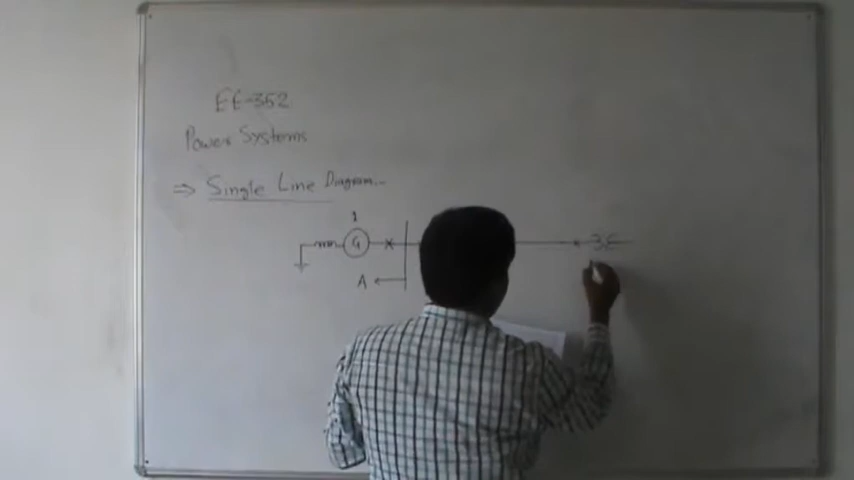 EE-352
Power Systems
⇒ Single Line Diagram...
1
G
A